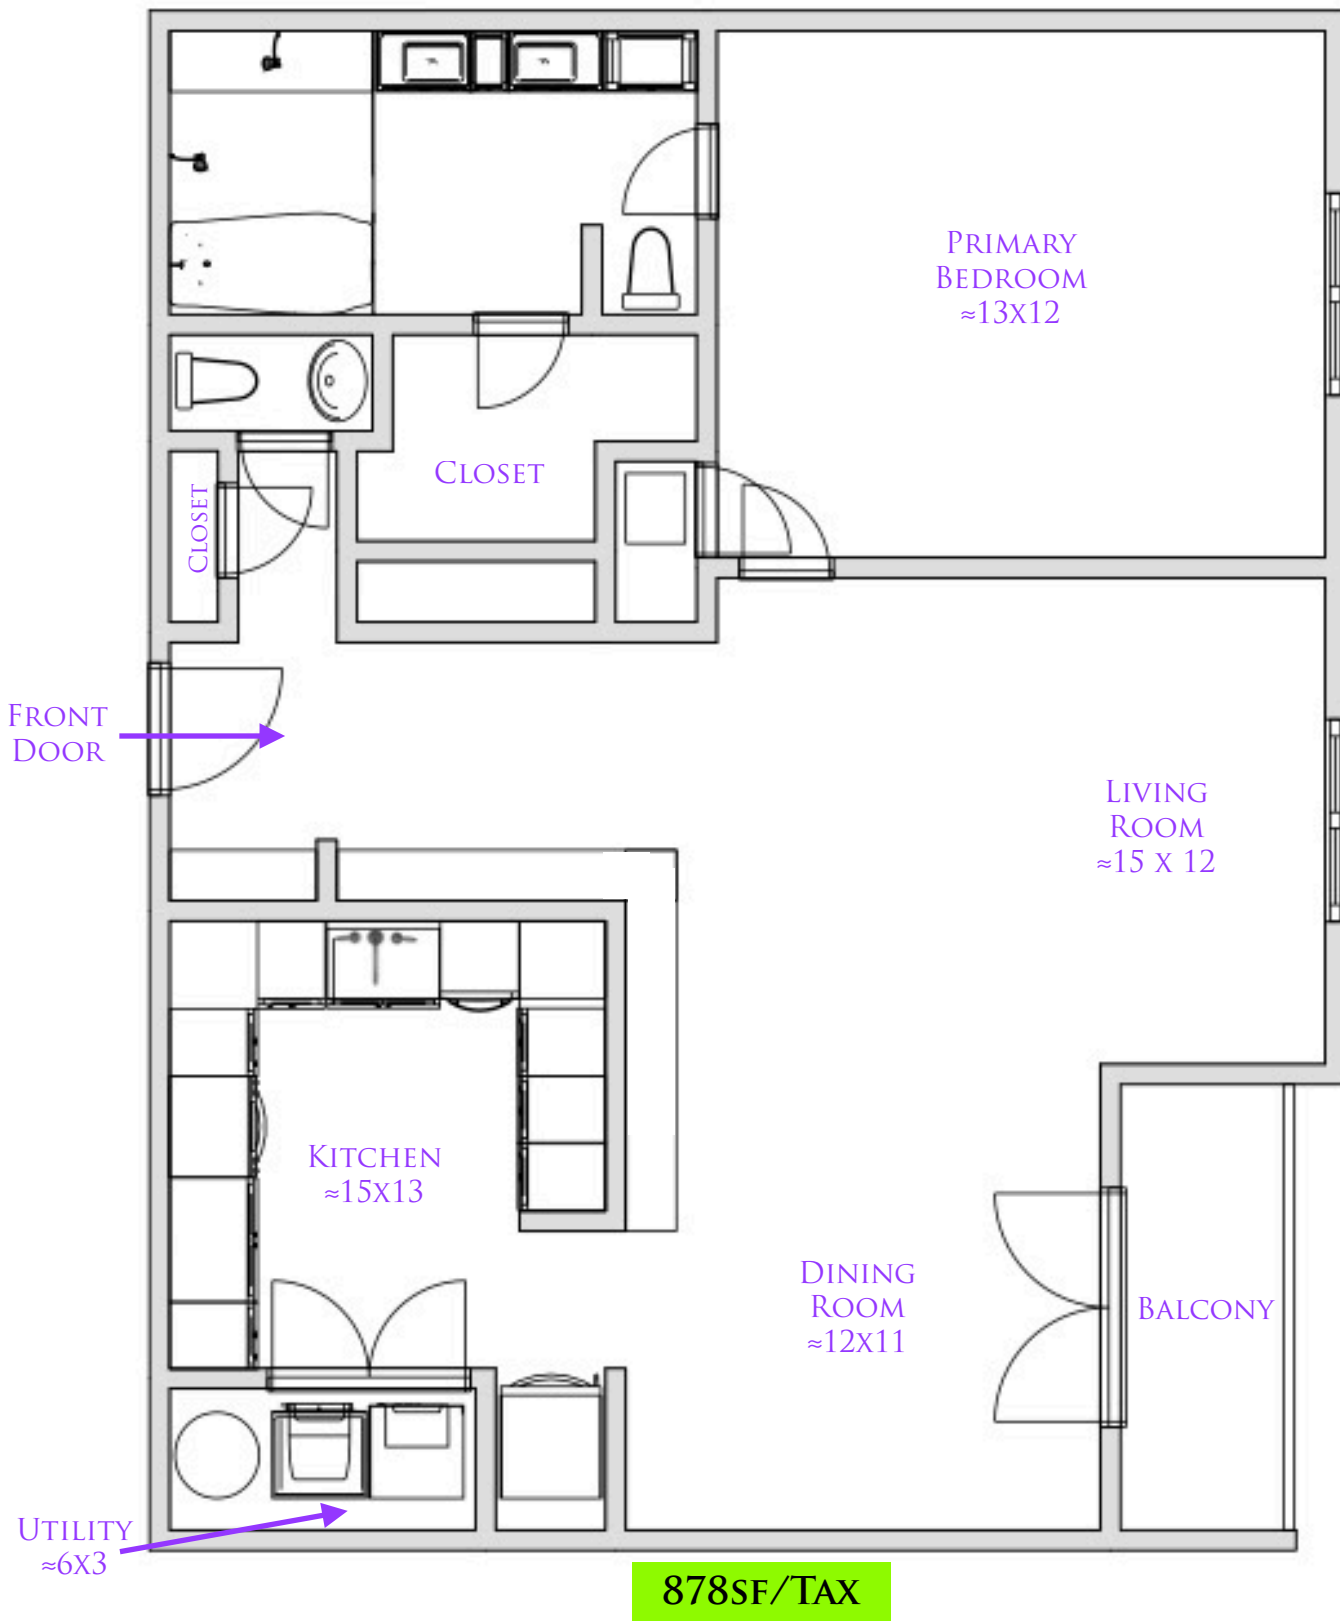 Primary
Bedroom
≈13x12
Closet
Closet
Front
Door
Living
Room
≈15 x 12
Kitchen
≈15x13
Dining
Room
≈12x11
Balcony
Utility
≈6x3
878sf/Tax